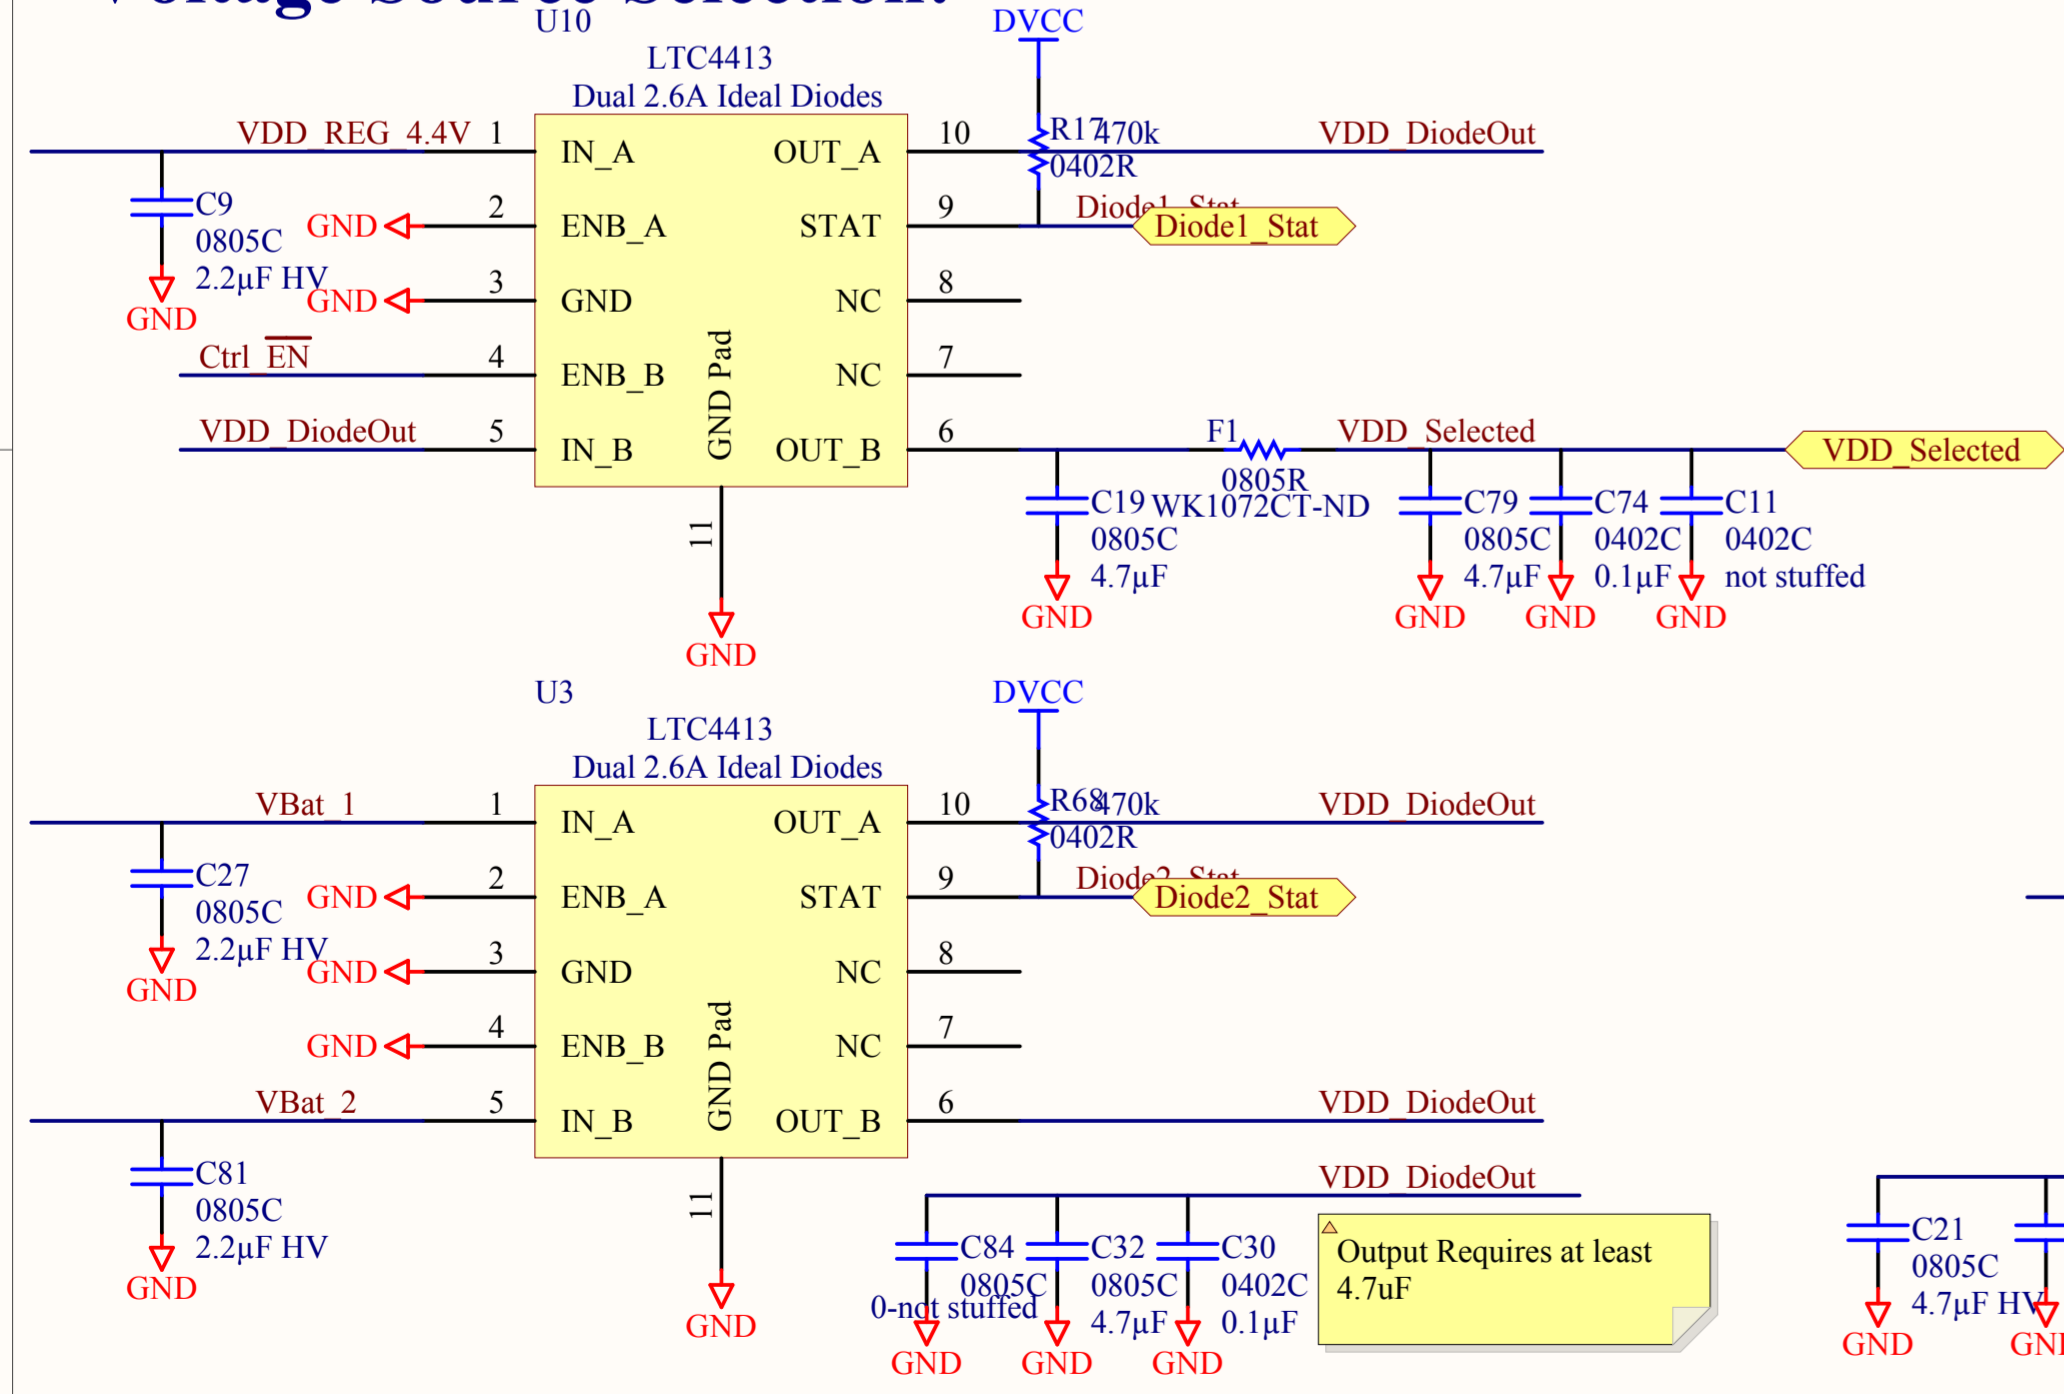 Voltage Source Selection:
U10
LTC4413
Dual 2.6A Ideal Diodes
DVCC
VDD_REG_4.4V 1 IN_A OUT_A 10 R17 470k VDD_DiodeOut
0402R
C9
0805C
2.2µF HV
GND
GND 2 ENB_A STAT 9 Diode1_Stat Diode1_Stat
GND 3 GND NC 8
Ctrl_EN 4 ENB_B NC 7
VDD_DiodeOut 5 IN_B OUT_B 6 F1 VDD_Selected VDD_Selected
GND Pad
0805R
WK1072CT-ND
C19
0805C
4.7µF
GND
C79
0805C
4.7µF
GND
C74
0402C
0.1µF
GND
C11
0402C
not stuffed
GND
11
GND
U3
LTC4413
Dual 2.6A Ideal Diodes
DVCC
VBat_1 1 IN_A OUT_A 10 R68 470k VDD_DiodeOut
0402R
C27
0805C
2.2µF HV
GND
GND 2 ENB_A STAT 9 Diode2_Stat Diode2_Stat
GND 3 GND NC 8
GND 4 ENB_B NC 7
VBat_2 5 IN_B OUT_B 6 VDD_DiodeOut
GND Pad
C81
0805C
2.2µF HV
GND
11
GND
VDD_DiodeOut
C84
0805C
0-not stuffed
GND
C32
0805C
4.7µF
GND
C30
0402C
0.1µF
GND
Output Requires at least
4.7uF
C21
0805C
4.7µF HV
GND